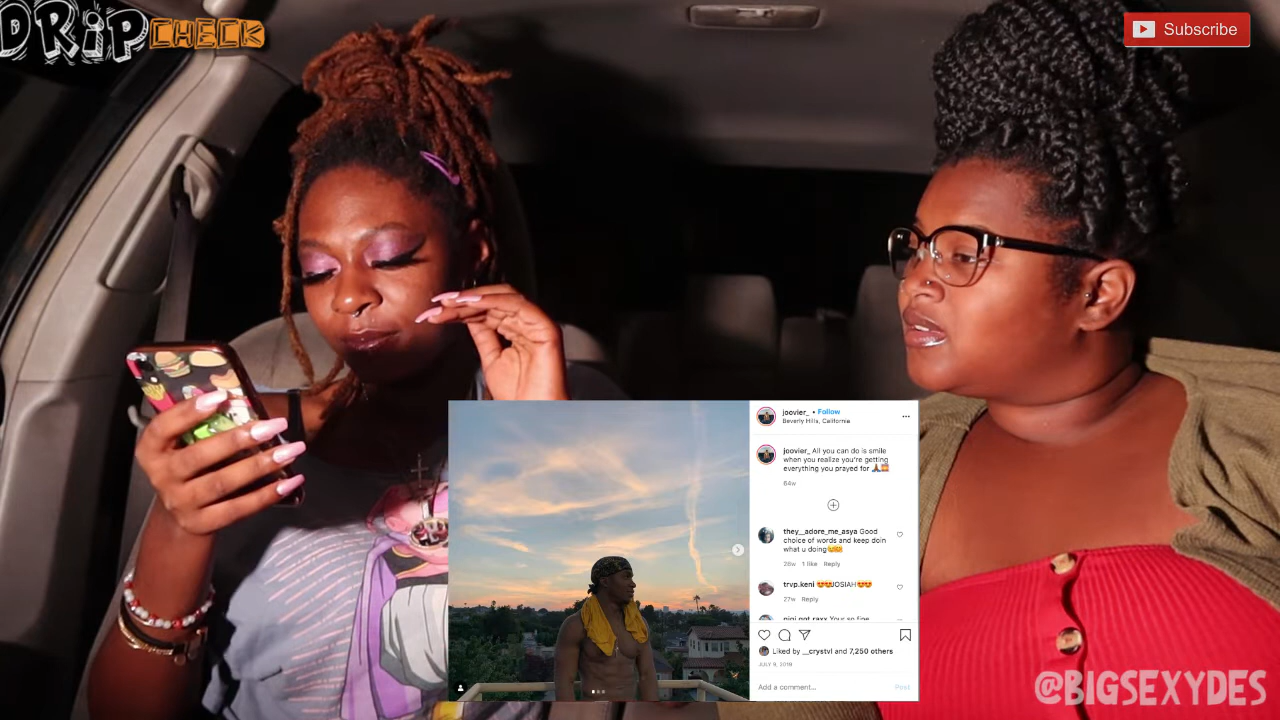 DRiP CHECK
Subscribe
joovier_ • Follow
Beverly Hills, California
joovier_ All you can do is smile
when you realize you're getting
everything you prayed for
64w
they__adore_me_asya Good
choice of words and keep doin
what u doing
26w 1 like Reply
trvp.keni JOSIAH
27w Reply
Your so fine
Liked by __crystvl and 7,250 others
JULY 9, 2019
Add a comment... Post
@BIGSEXYDES